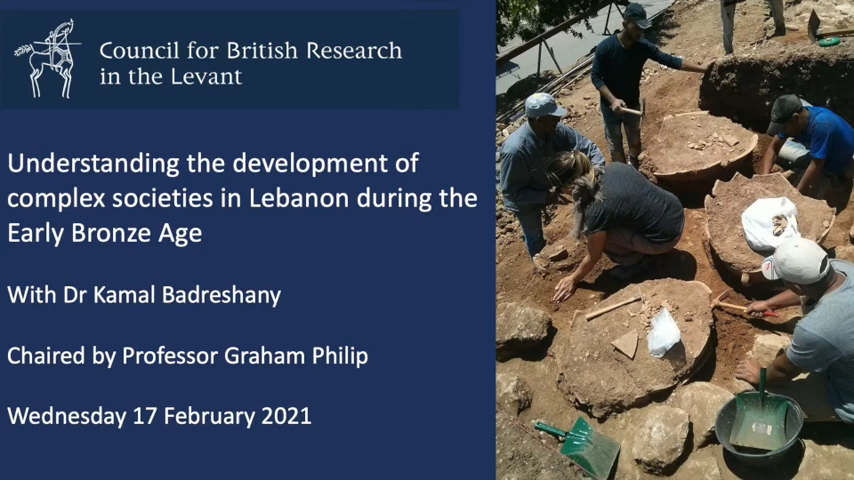 Council for British Research
in the Levant
Understanding the development of
complex societies in Lebanon during the
Early Bronze Age
With Dr Kamal Badreshany
Chaired by Professor Graham Philip
Wednesday 17 February 2021